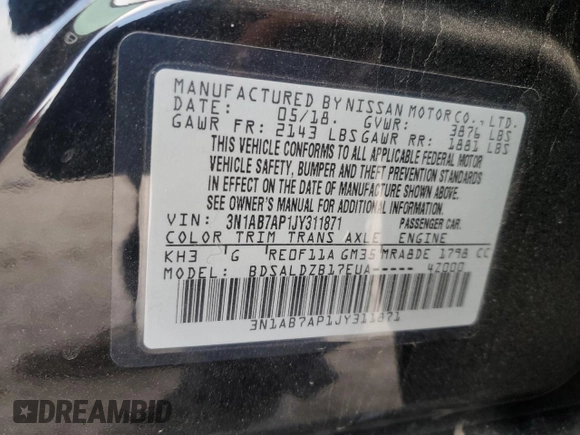 MANUFACTURED BY NISSAN MOTOR CO., LTD.
DATE: 05/18. GVWR: 3876 LBS
GAWR FR: 2143 LBS GAWR RR: 1881 LBS
THIS VEHICLE CONFORMS TO ALL APPLICABLE FEDERAL MOTOR
VEHICLE SAFETY, BUMPER AND THEFT PREVENTION STANDARDS
IN EFFECT ON THE DATE OF MANUFACTURE SHOWN ABOVE.
SEE OWNER'S MANUAL FOR ADDITIONAL INFORMATION.
VIN: 3N1AB7AP1JY311871 PASSENGER CAR.
COLOR TRIM TRANS AXLE ENGINE
KH3 G RE0F11A GM35 MRA8DE 1798 CC
MODEL: BDSALDZB17EUA----- 4Z000
3N1AB7AP1JY311871
DREAMBID